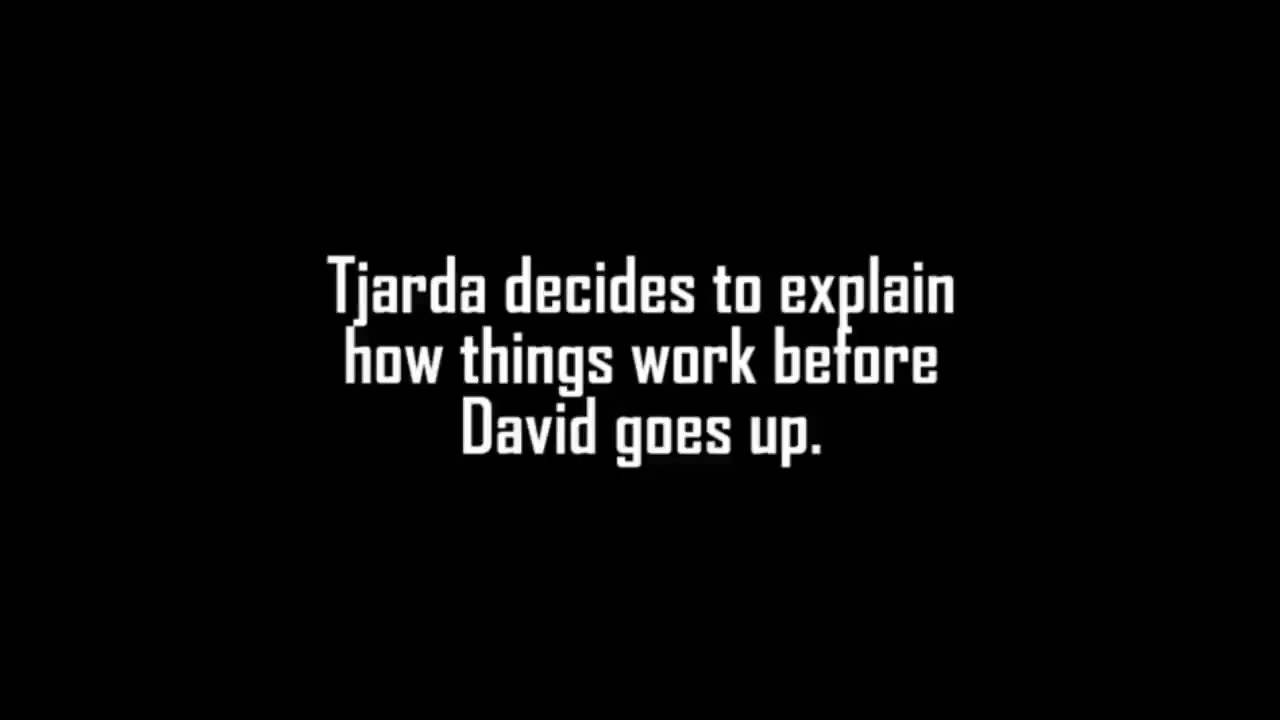 Tjarda decides to explain
how things work before
David goes up.